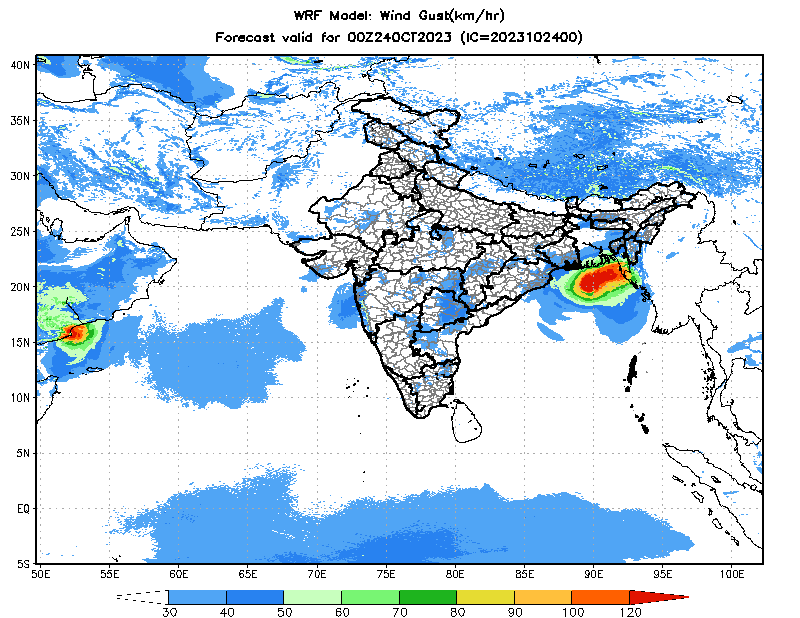 WRF Model: Wind Gust(km/hr)
Forecast valid for 00Z24OCT2023 (IC=2023102400)
40N
35N
30N
25N
20N
15N
10N
5N
EQ
5S
50E 55E 60E 65E 70E 75E 80E 85E 90E 95E 100E
30 40 50 60 70 80 90 100 120